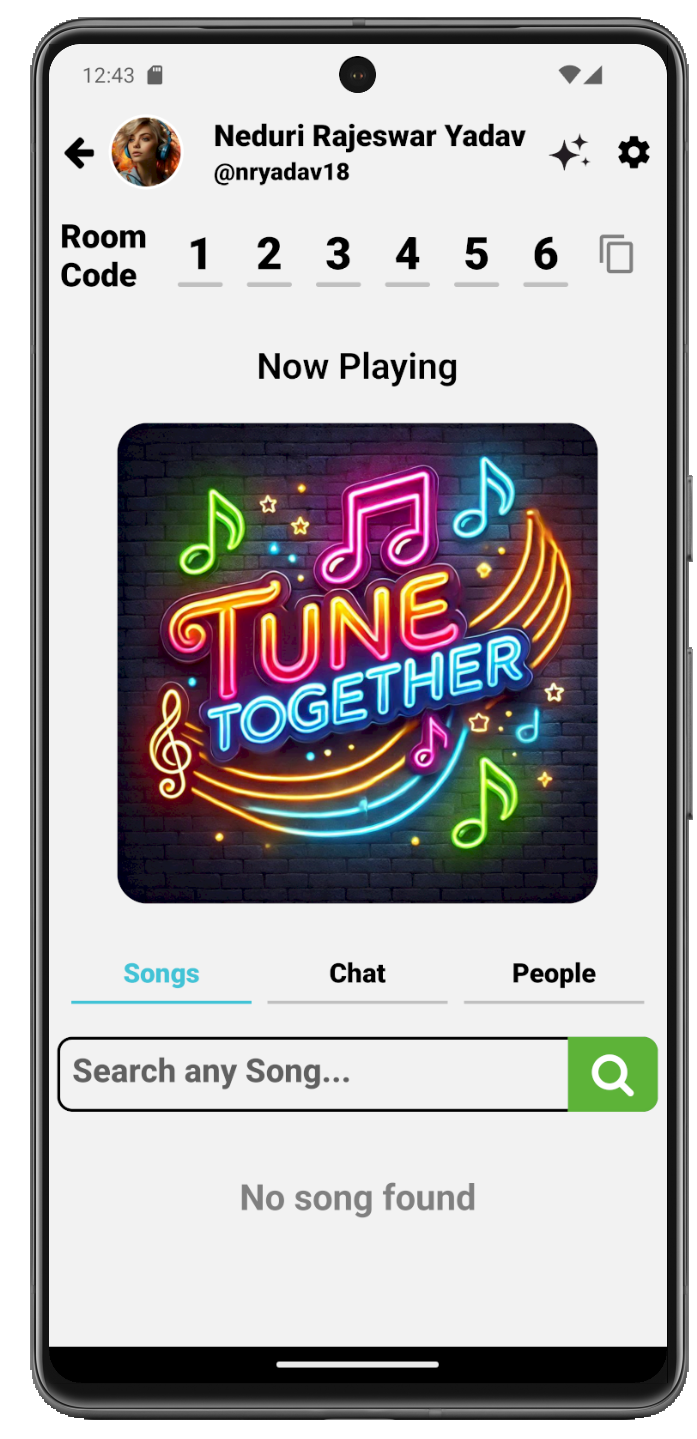 12:43
Neduri Rajeswar Yadav
@nryadav18
Room
Code
1 2 3 4 5 6
Now Playing
TUNE
TOGETHER
Songs Chat People
Search any Song...
No song found